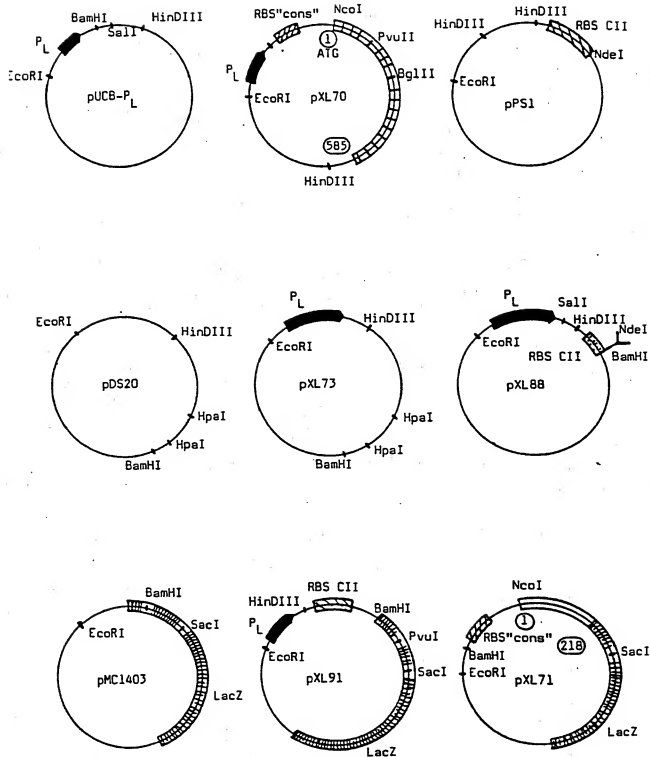 BamHI
HinDIII
SalI
P L
EcoRI
pUCB-P L
RBS"cons"
NcoI
1
ATG
PvuII
P L
BglII
EcoRI
pXL70
585
HinDIII
HinDIII
HinDIII
RBS CII
NdeI
EcoRI
pPS1
EcoRI
HinDIII
pDS20
HpaI
HpaI
BamHI
P L
HinDIII
EcoRI
pXL73
HpaI
HpaI
BamHI
P L
SalI
HinDIII
NdeI
EcoRI
RBS CII
BamHI
pXL88
BamHI
EcoRI
SacI
pMC1403
LacZ
RBS CII
HinDIII
BamHI
P L
PvuI
EcoRI
SacI
pXL91
LacZ
NcoI
1
RBS"cons"
218
SacI
BamHI
EcoRI
pXL71
LacZ